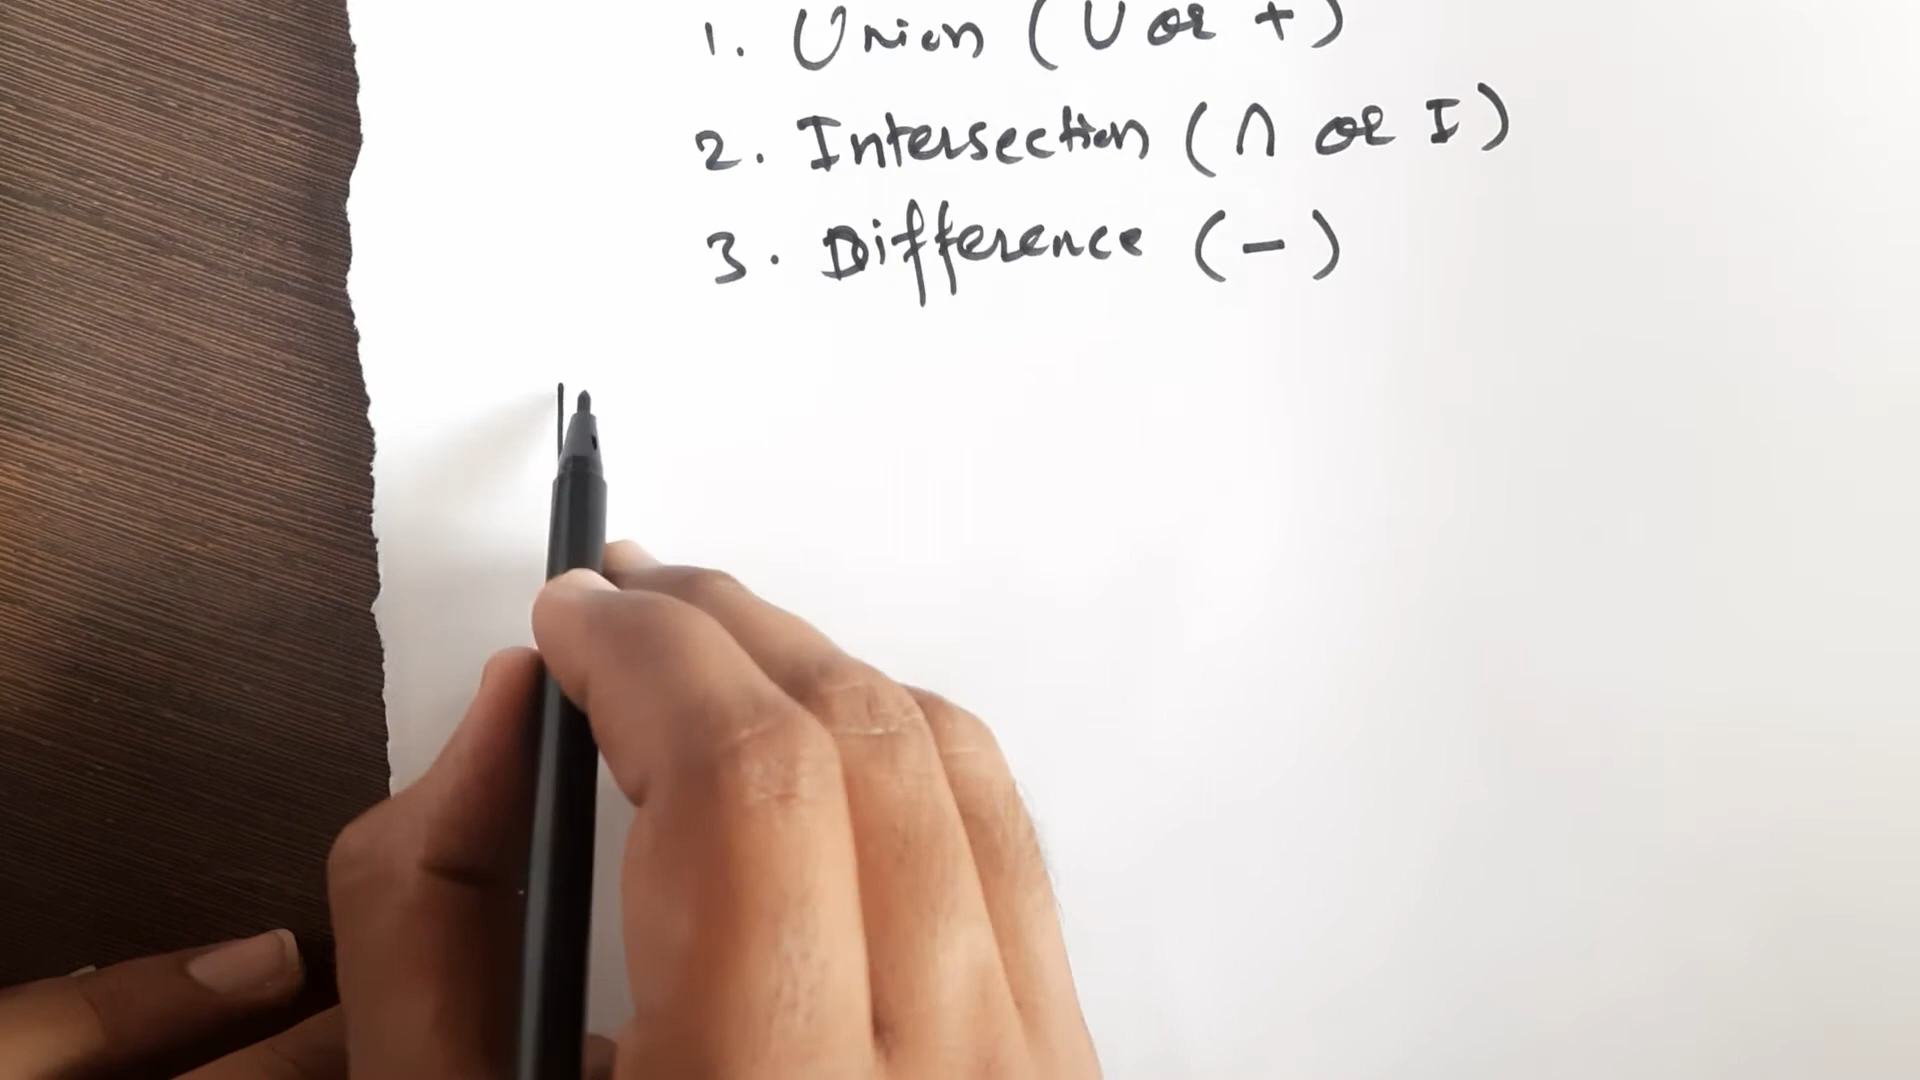 1. Union (U or +)
2. Intersection (∩ or I)
3. Difference (-)